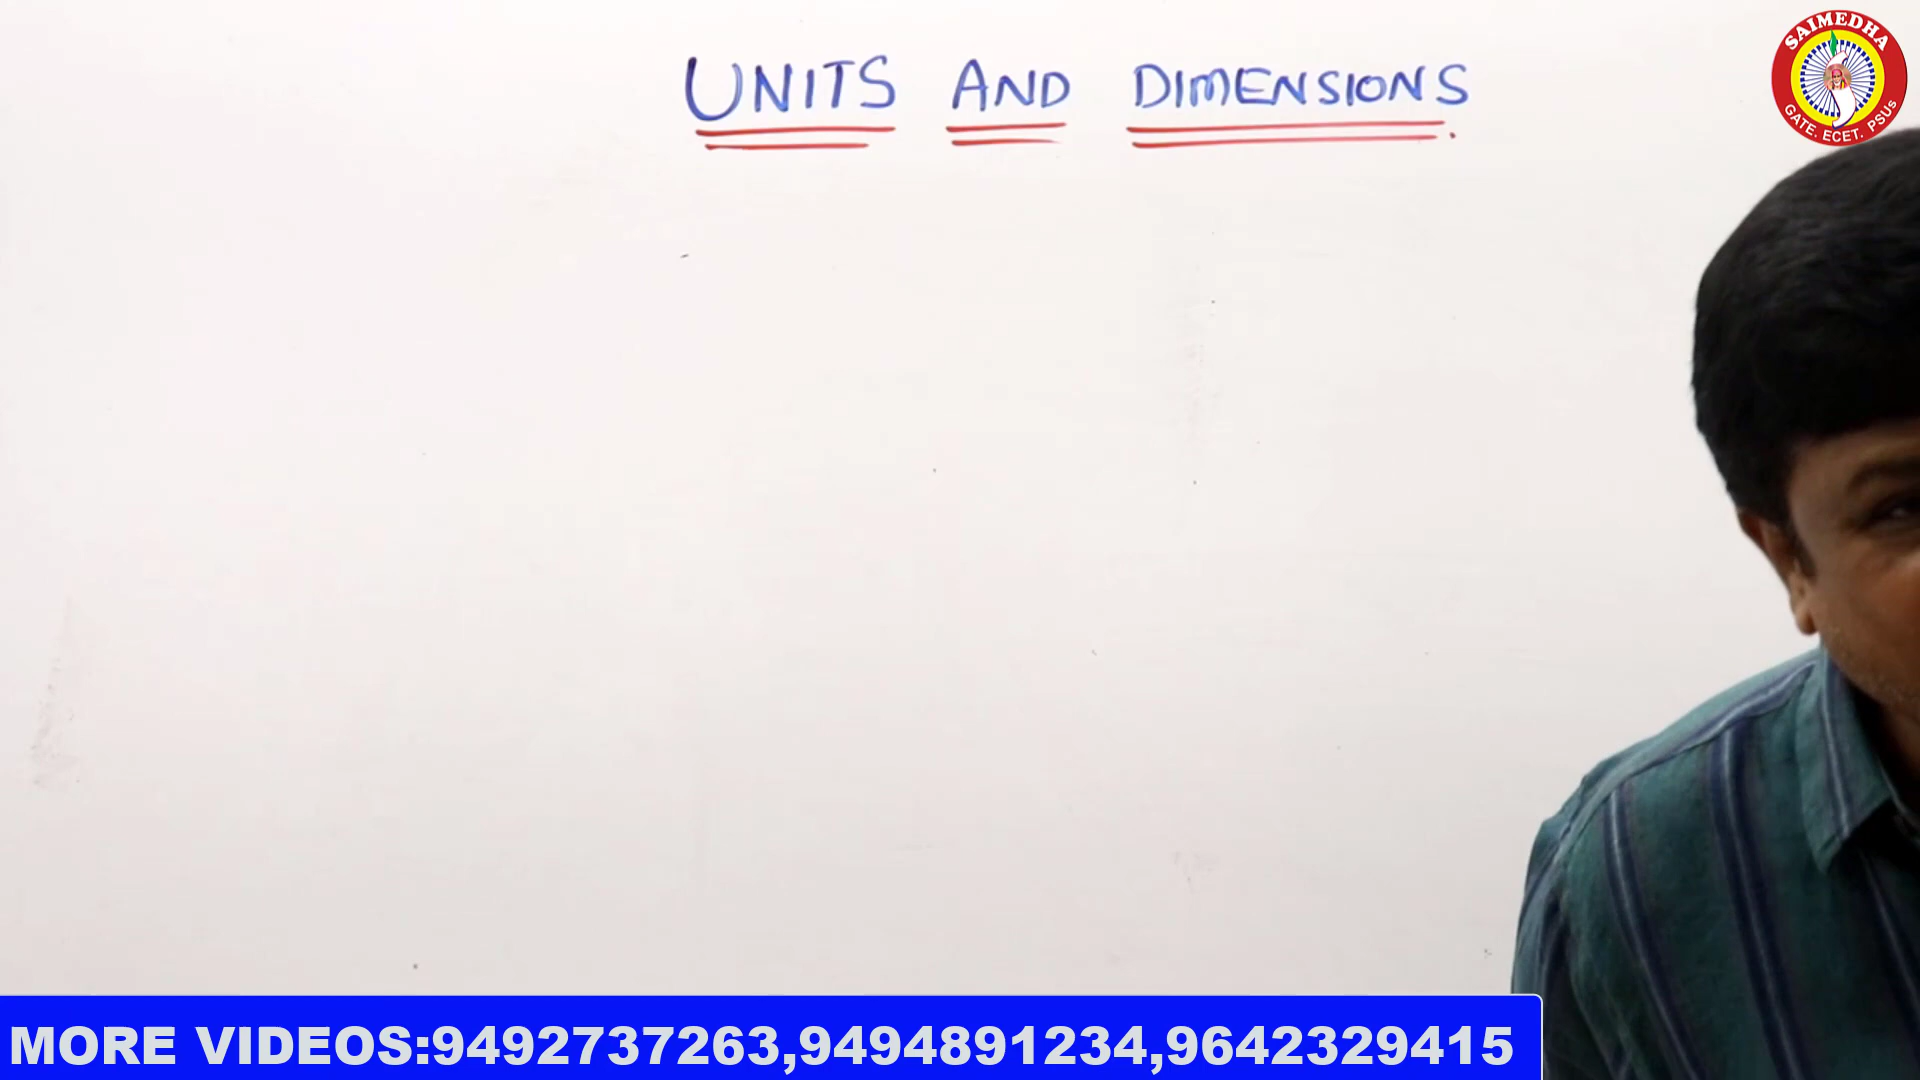 UNITS AND DIMENSIONS.
SAIMEDHA
GATE. ECET. PSUs
MORE VIDEOS:9492737263,9494891234,9642329415